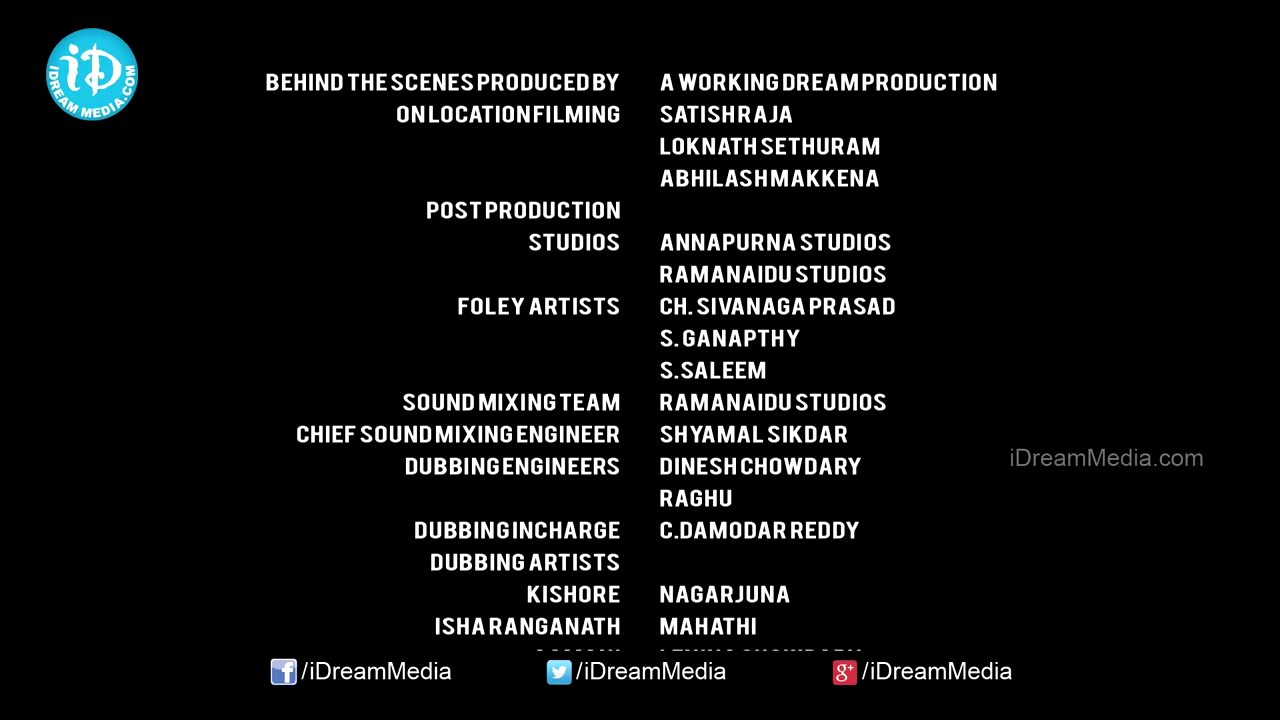 iD
IDREAM MEDIA.COM
BEHIND THE SCENES PRODUCED BY A WORKING DREAM PRODUCTION
ON LOCATION FILMING SATISH RAJA
LOKNATH SETHURAM
ABHILASH MAKKENA
POST PRODUCTION
STUDIOS ANNAPURNA STUDIOS
RAMANAIDU STUDIOS
FOLEY ARTISTS CH. SIVANAGA PRASAD
S. GANAPTHY
S.SALEEM
SOUND MIXING TEAM RAMANAIDU STUDIOS
CHIEF SOUND MIXING ENGINEER SHYAMAL SIKDAR
iDreamMedia.com
DUBBING ENGINEERS DINESH CHOWDARY
RAGHU
DUBBING INCHARGE C.DAMODAR REDDY
DUBBING ARTISTS
KISHORE NAGARJUNA
ISHA RANGANATH MAHATHI
/iDreamMedia /iDreamMedia /iDreamMedia